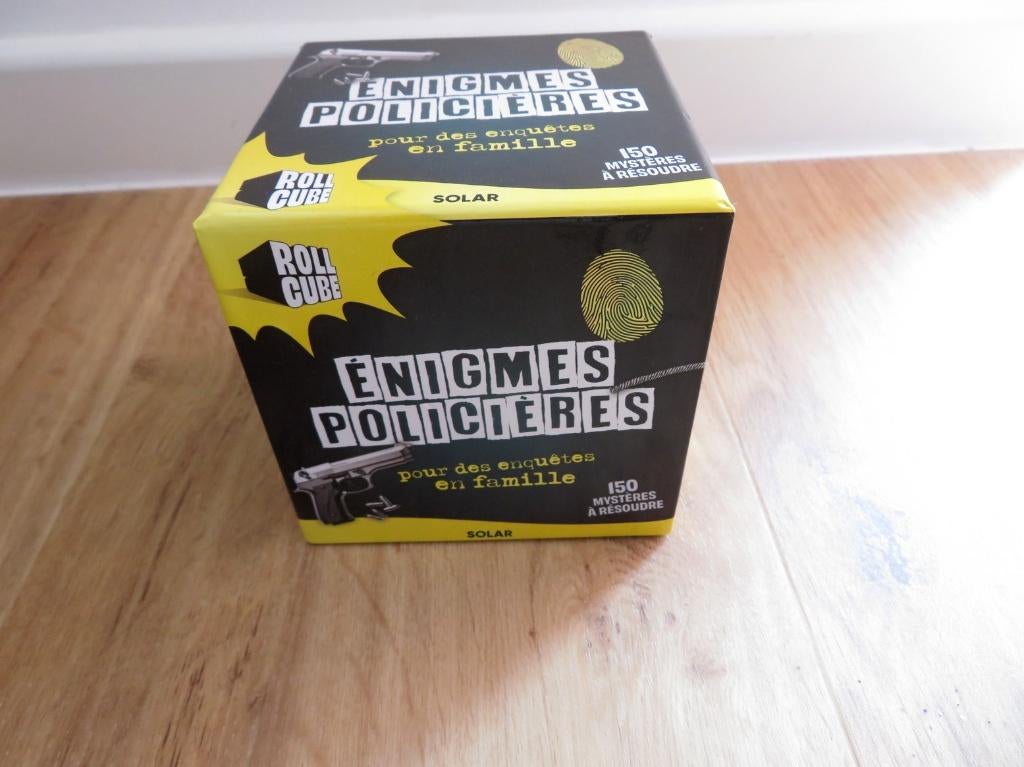 ÉNIGMES
POLICIÈRES
pour des enquêtes
en famille
150
MYSTÈRES
À RÉSOUDRE
ROLL
CUBE
SOLAR
ROLL
CUBE
ÉNIGMES
POLICIÈRES
pour des enquêtes
en famille
150
MYSTÈRES
À RÉSOUDRE
SOLAR